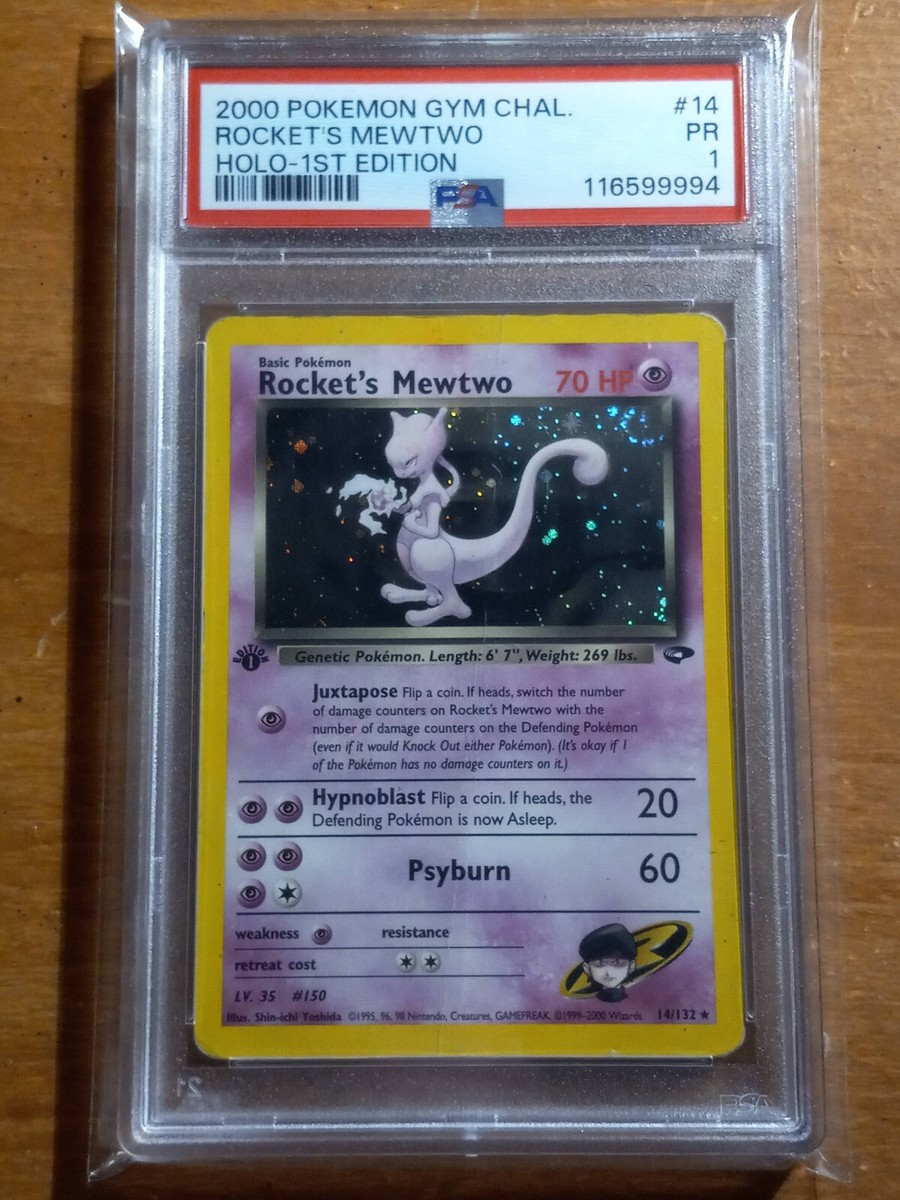 2000 POKEMON GYM CHAL. #14
ROCKET'S MEWTWO PR
HOLO-1ST EDITION 1
PSA 116599994
Basic Pokémon
Rocket's Mewtwo 70 HP
EDITION 1
Genetic Pokémon. Length: 6' 7", Weight: 269 lbs.
Juxtapose Flip a coin. If heads, switch the number
of damage counters on Rocket's Mewtwo with the
number of damage counters on the Defending Pokémon
(even if it would Knock Out either Pokémon). (It's okay if 1
of the Pokémon has no damage counters on it.)
Hypnoblast Flip a coin. If heads, the 20
Defending Pokémon is now Asleep.
Psyburn 60
weakness resistance
retreat cost
LV. 35 #150
Illus. Shin-ichi Yoshida ©1995, 96, 98 Nintendo, Creatures, GAMEFREAK. ©1999-2000 Wizards. 14/132 ★
PSA